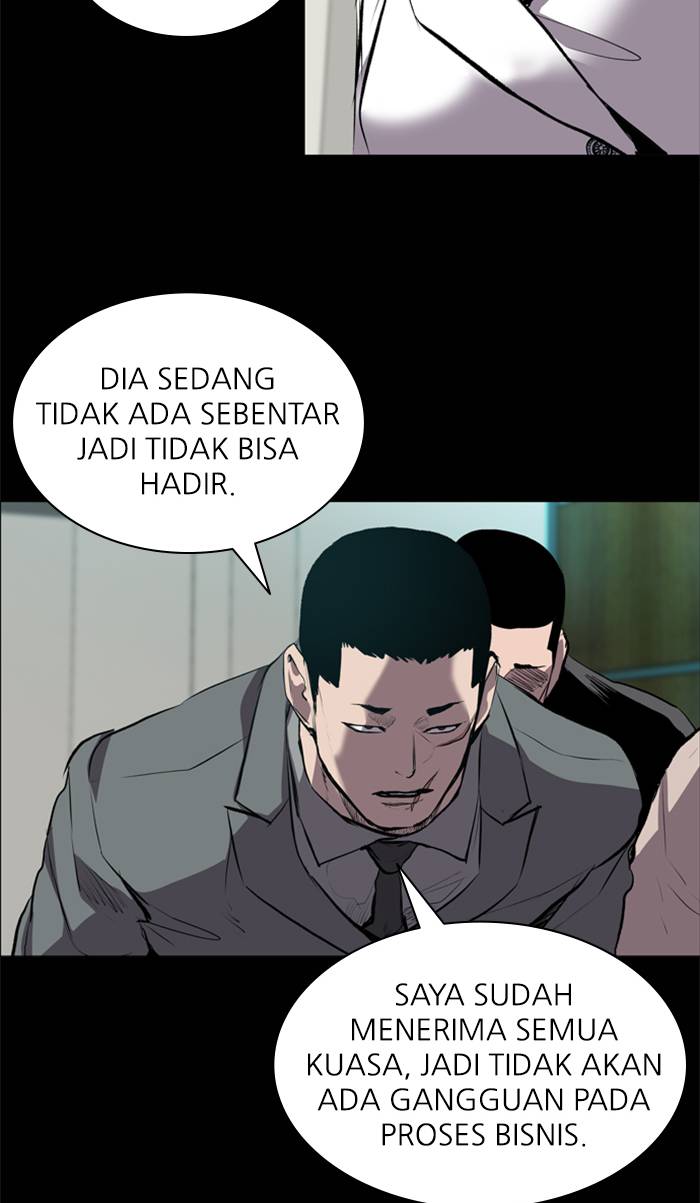 DIA SEDANG
TIDAK ADA SEBENTAR
JADI TIDAK BISA
HADIR.
SAYA SUDAH
MENERIMA SEMUA
KUASA, JADI TIDAK AKAN
ADA GANGGUAN PADA
PROSES BISNIS.